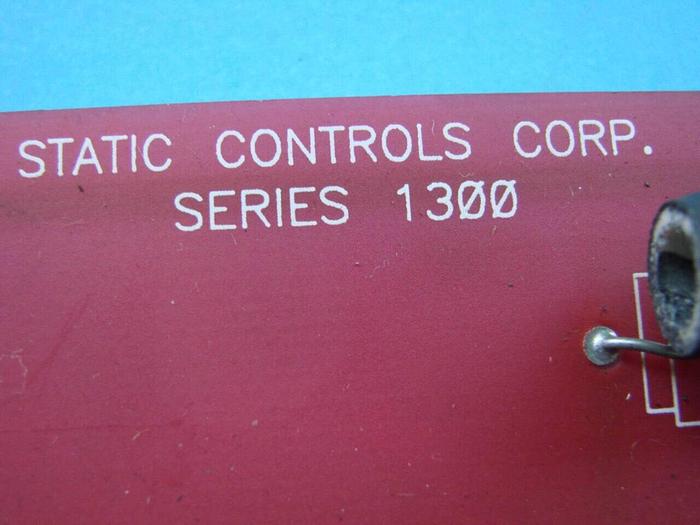 STATIC CONTROLS CORP.
SERIES 1300